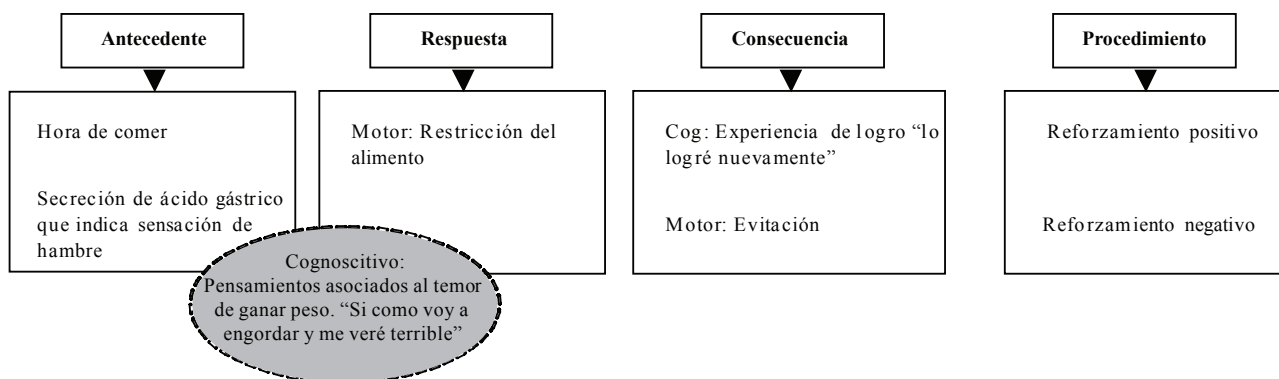 Antecedente
Respuesta
Consecuencia
Procedimiento
Hora de comer
Secreción de ácido gástrico
que indica sensación de
hambre
Motor: Restricción del
alimento
Cognoscitivo:
Pensamientos asociados al temor
de ganar peso. “Si como voy a
engordar y me veré terrible”
Cog: Experiencia de logro “lo
logré nuevamente”
Motor: Evitación
Reforzamiento positivo
Reforzamiento negativo